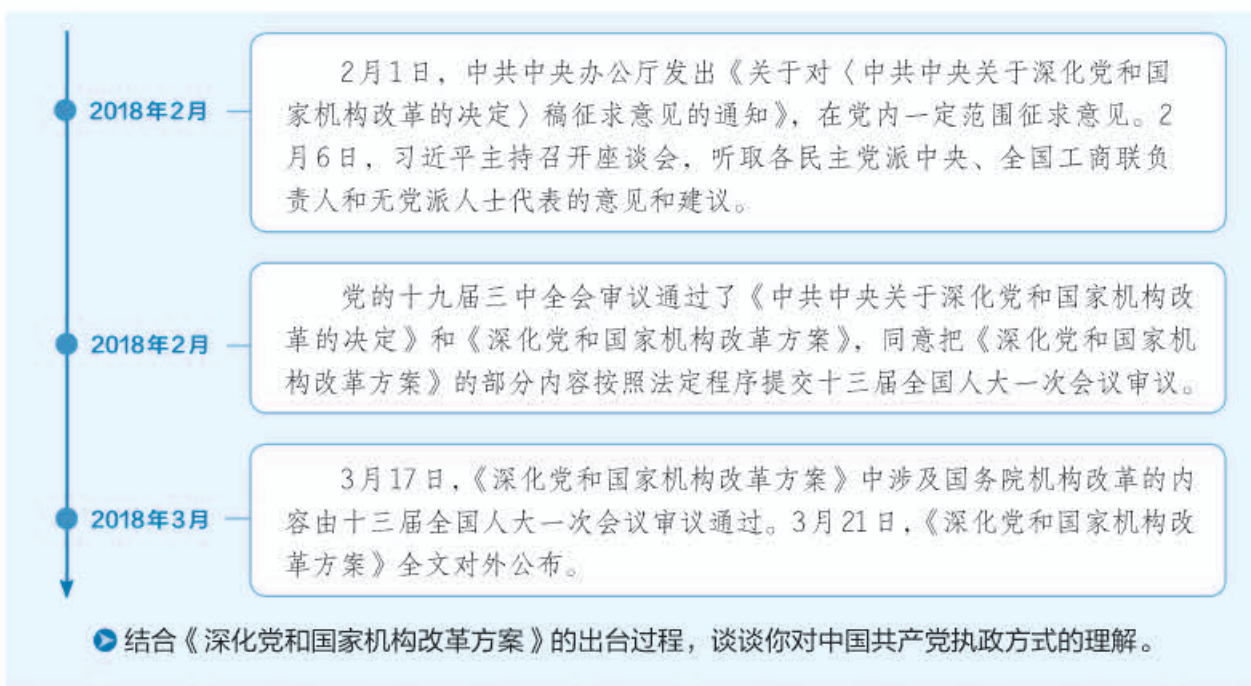 2018年2月
2月1日，中共中央办公厅发出《关于对〈中共中央关于深化党和国
家机构改革的决定〉稿征求意见的通知》，在党内一定范围征求意见。2
月6日，习近平主持召开座谈会，听取各民主党派中央、全国工商联负
责人和无党派人士代表的意见和建议。
2018年2月
党的十九届三中全会审议通过了《中共中央关于深化党和国家机构改
革的决定》和《深化党和国家机构改革方案》，同意把《深化党和国家机
构改革方案》的部分内容按照法定程序提交十三届全国人大一次会议审议。
2018年3月
3月17日，《深化党和国家机构改革方案》中涉及国务院机构改革的内
容由十三届全国人大一次会议审议通过。3月21日，《深化党和国家机构改
革方案》全文对外公布。
结合《深化党和国家机构改革方案》的出台过程，谈谈你对中国共产党执政方式的理解。